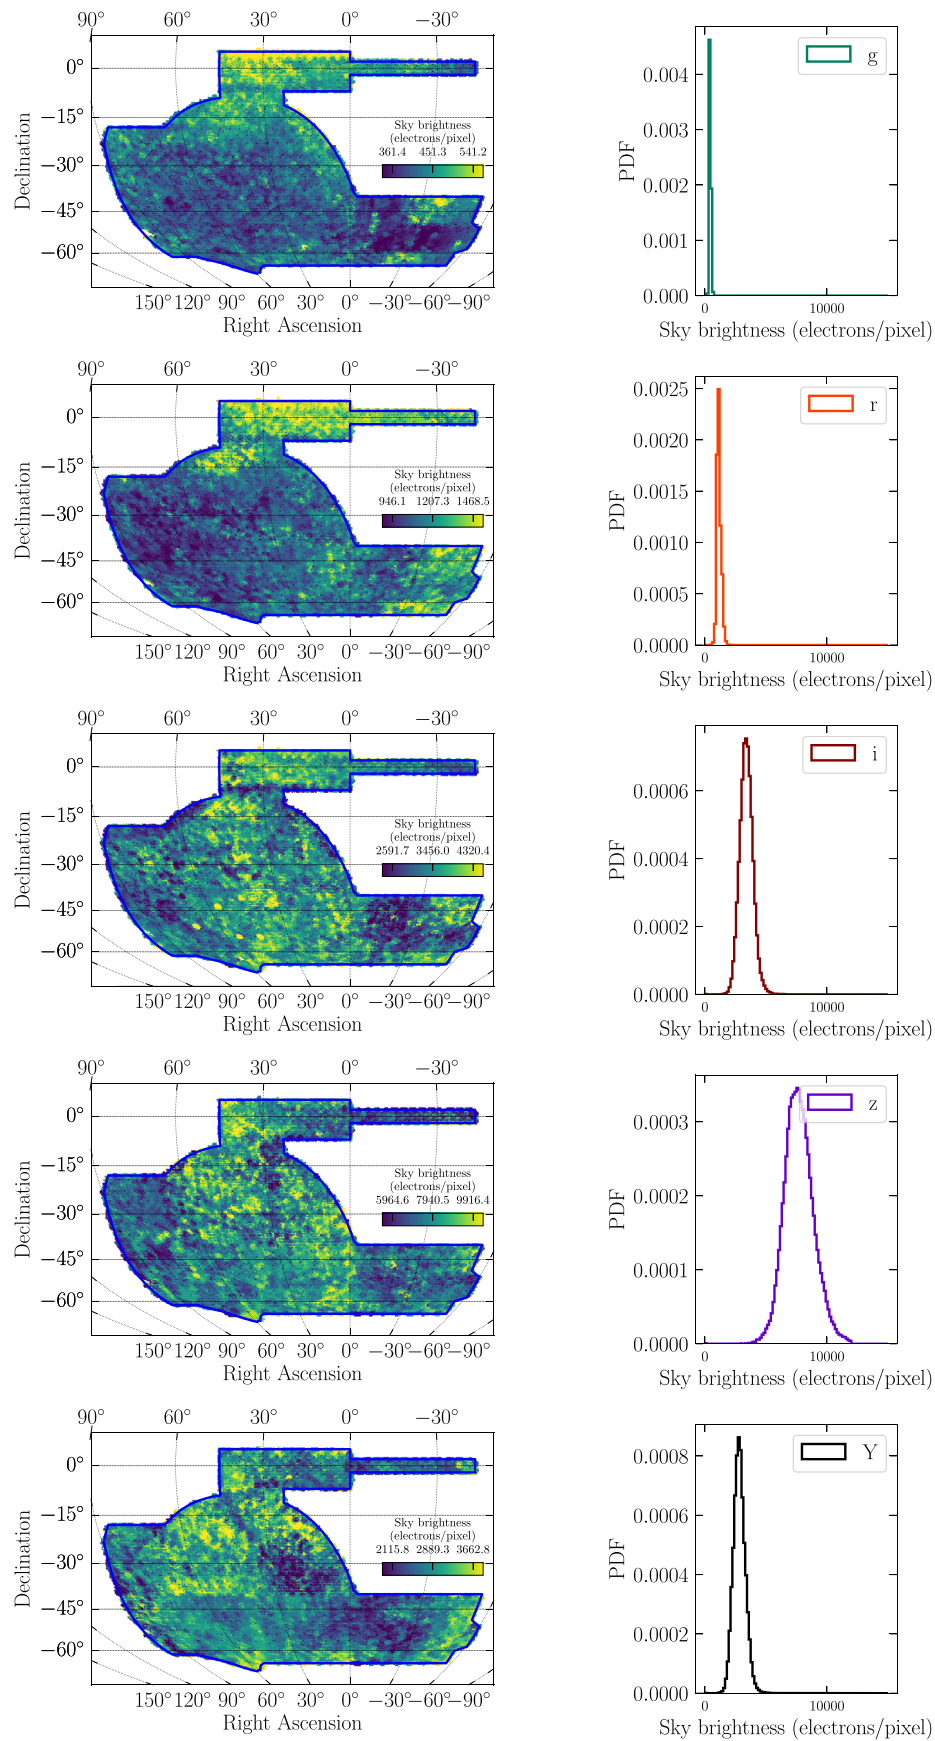 90° 60° 30° 0° −30°
0°
−15°
−30°
−45°
−60°
Declination
Sky brightness
(electrons/pixel)
361.4 451.3 541.2
150° 120° 90° 60° 30° 0° −30° −60° −90°
Right Ascension
g
0.004
0.003
0.002
0.001
0.000
PDF
0 10000
Sky brightness (electrons/pixel)
90° 60° 30° 0° −30°
0°
−15°
−30°
−45°
−60°
Declination
Sky brightness
(electrons/pixel)
946.1 1207.3 1468.5
150° 120° 90° 60° 30° 0° −30° −60° −90°
Right Ascension
r
0.0025
0.0020
0.0015
0.0010
0.0005
0.0000
PDF
0 10000
Sky brightness (electrons/pixel)
90° 60° 30° 0° −30°
0°
−15°
−30°
−45°
−60°
Declination
Sky brightness
(electrons/pixel)
2591.7 3456.0 4320.4
150° 120° 90° 60° 30° 0° −30° −60° −90°
Right Ascension
i
0.0006
0.0004
0.0002
0.0000
PDF
0 10000
Sky brightness (electrons/pixel)
90° 60° 30° 0° −30°
0°
−15°
−30°
−45°
−60°
Declination
Sky brightness
(electrons/pixel)
5964.6 7940.5 9916.4
150° 120° 90° 60° 30° 0° −30° −60° −90°
Right Ascension
z
0.0003
0.0002
0.0001
0.0000
PDF
0 10000
Sky brightness (electrons/pixel)
90° 60° 30° 0° −30°
0°
−15°
−30°
−45°
−60°
Declination
Sky brightness
(electrons/pixel)
2115.8 2889.3 3662.8
150° 120° 90° 60° 30° 0° −30° −60° −90°
Right Ascension
Y
0.0008
0.0006
0.0004
0.0002
0.0000
PDF
0 10000
Sky brightness (electrons/pixel)